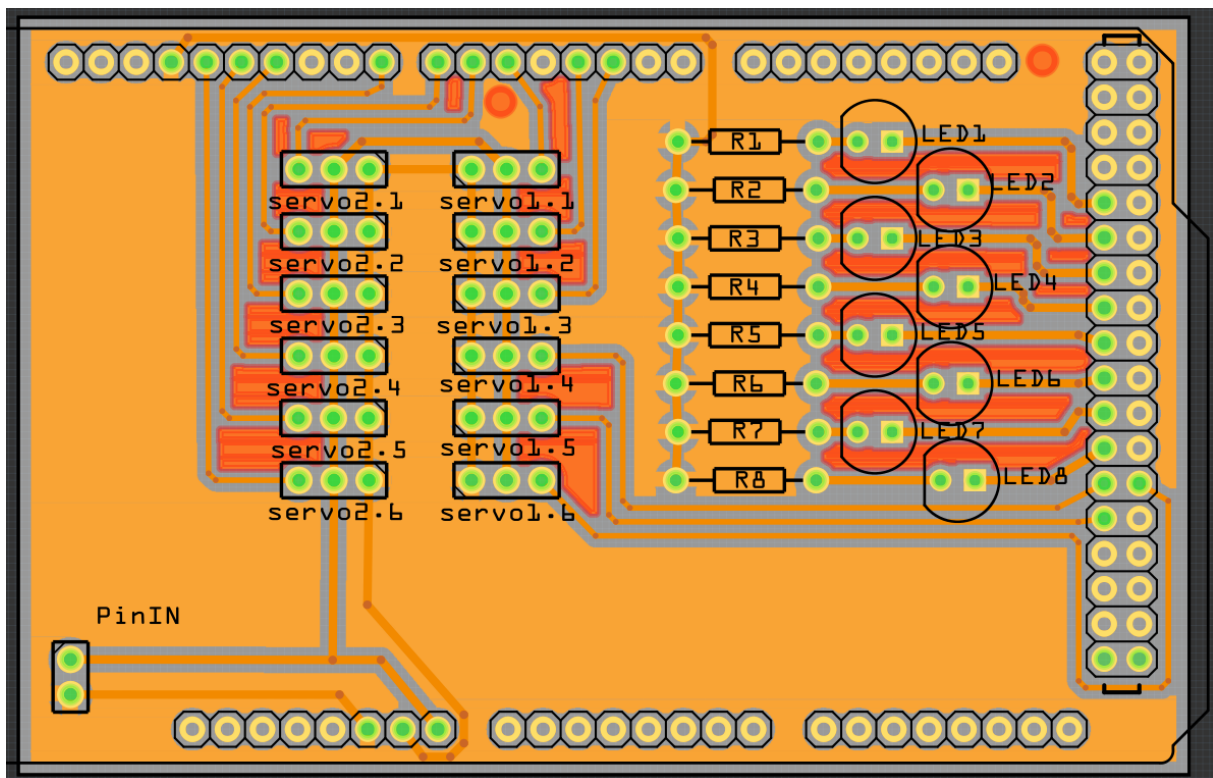 R1 LED1
R2 LED2
servo2.1 servo1.1
R3 LED3
servo2.2 servo1.2
R4 LED4
servo2.3 servo1.3
R5 LED5
servo2.4 servo1.4
R6 LED6
R7 LED7
servo2.5 servo1.5
R8 LED8
servo2.6 servo1.6
PinIN